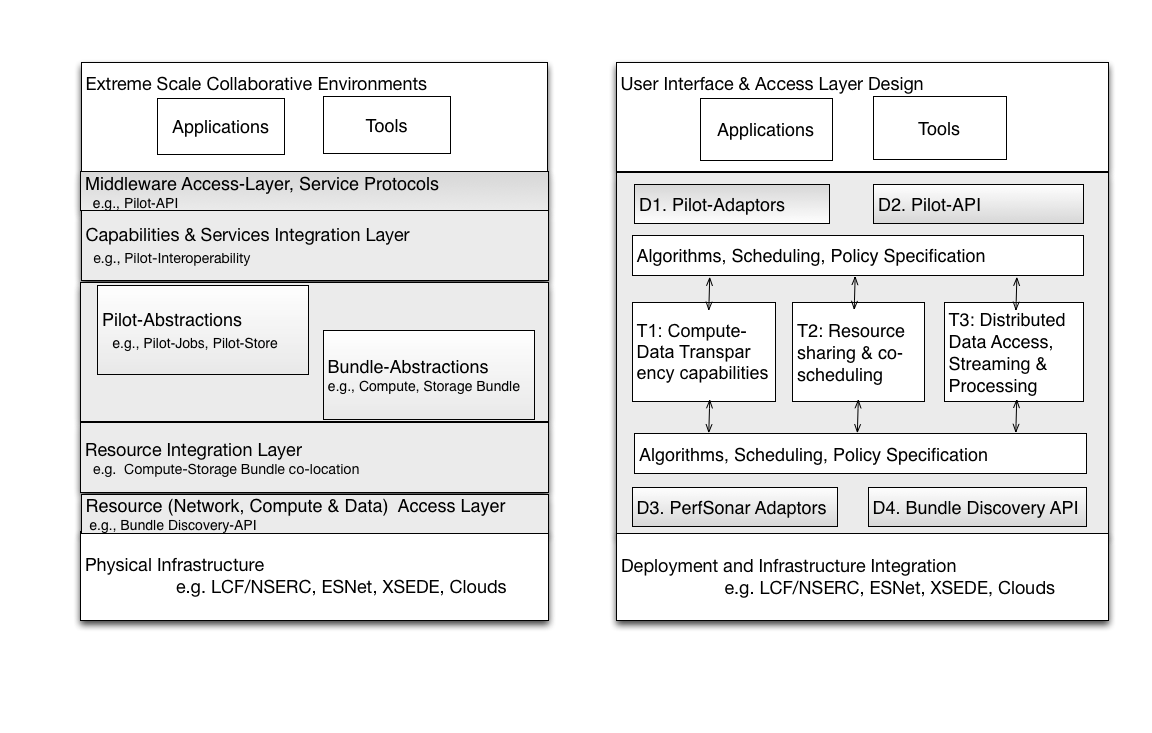 Extreme Scale Collaborative Environments
Applications
Tools
Middleware Access-Layer, Service Protocols
e.g., Pilot-API
Capabilities & Services Integration Layer
e.g., Pilot-Interoperability
Pilot-Abstractions
e.g., Pilot-Jobs, Pilot-Store
Bundle-Abstractions
e.g., Compute, Storage Bundle
Resource Integration Layer
e.g. Compute-Storage Bundle co-location
Resource (Network, Compute & Data) Access Layer
e.g., Bundle Discovery-API
Physical Infrastructure
e.g. LCF/NSERC, ESNet, XSEDE, Clouds
User Interface & Access Layer Design
Applications
Tools
D1. Pilot-Adaptors
D2. Pilot-API
Algorithms, Scheduling, Policy Specification
T1: Compute-
Data Transpar
ency capabilities
T2: Resource
sharing & co-
scheduling
T3: Distributed
Data Access,
Streaming &
Processing
Algorithms, Scheduling, Policy Specification
D3. PerfSonar Adaptors
D4. Bundle Discovery API
Deployment and Infrastructure Integration
e.g. LCF/NSERC, ESNet, XSEDE, Clouds